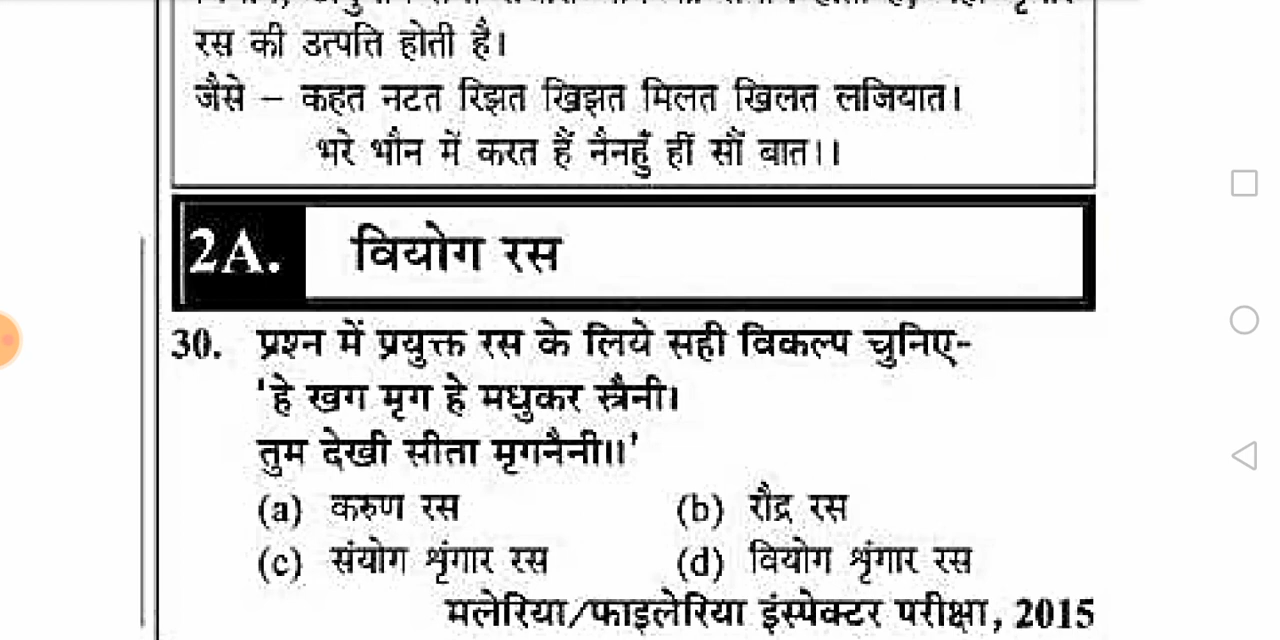 रस की उत्पत्ति होती है।
जैसे – कहत नटत रिझत खिझत मिलत खिलत लजियात।
भरे भौन में करत हैं नैनहुँ हीं सौं बात।।
2A. वियोग रस
30. प्रश्न में प्रयुक्त रस के लिये सही विकल्प चुनिए-
'हे खग मृग हे मधुकर स्रैनी।
तुम देखी सीता मृगनैनी॥'
(a) करुण रस (b) रौद्र रस
(c) संयोग शृंगार रस (d) वियोग शृंगार रस
मलेरिया/फाइलेरिया इंस्पेक्टर परीक्षा, 2015